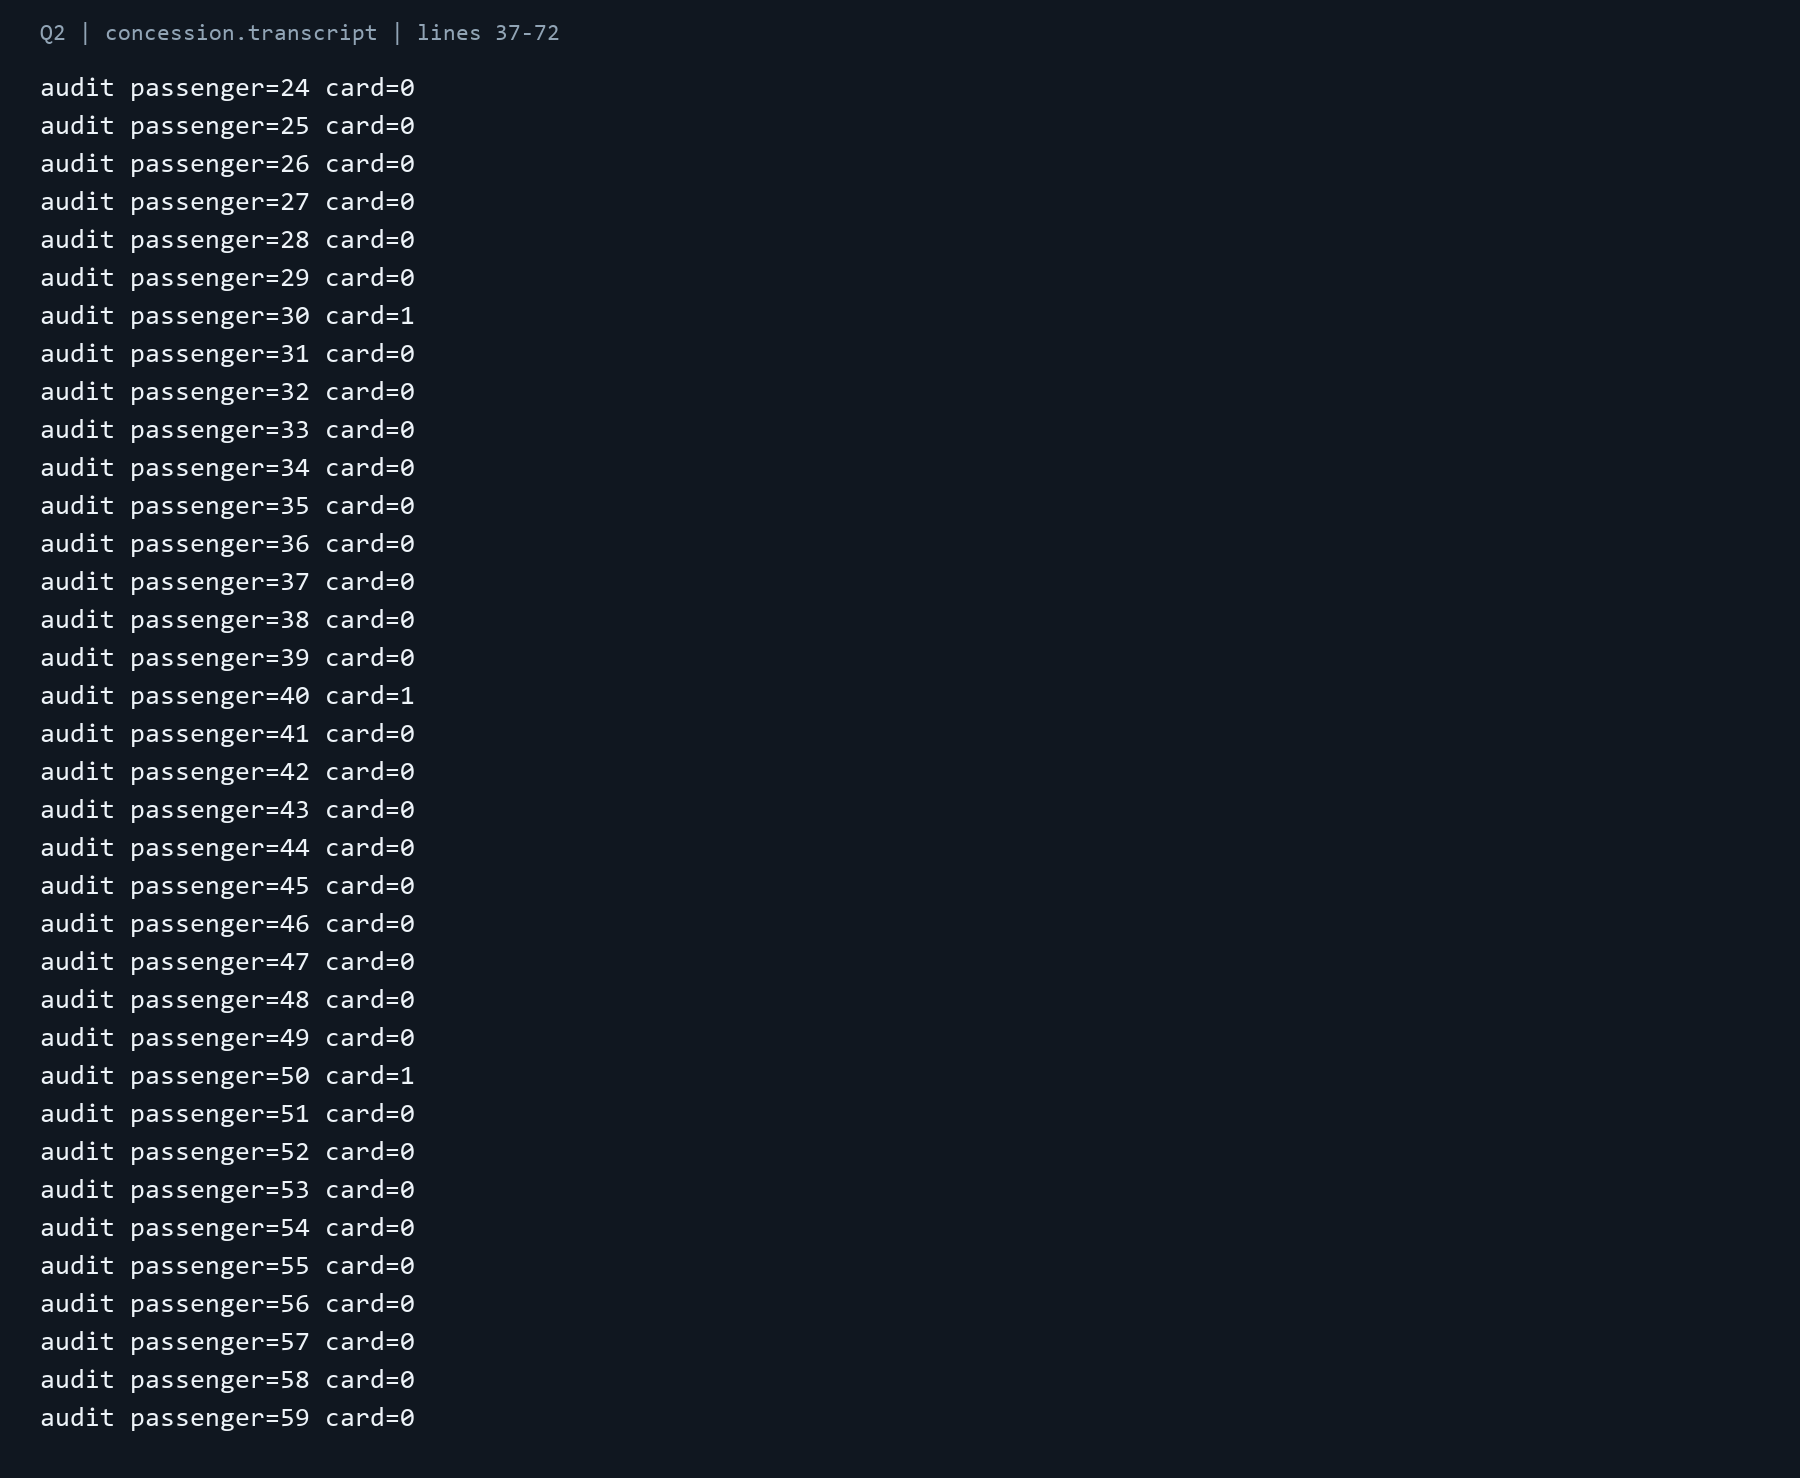 Q2 | concession.transcript | lines 37-72
audit passenger=24 card=0
audit passenger=25 card=0
audit passenger=26 card=0
audit passenger=27 card=0
audit passenger=28 card=0
audit passenger=29 card=0
audit passenger=30 card=1
audit passenger=31 card=0
audit passenger=32 card=0
audit passenger=33 card=0
audit passenger=34 card=0
audit passenger=35 card=0
audit passenger=36 card=0
audit passenger=37 card=0
audit passenger=38 card=0
audit passenger=39 card=0
audit passenger=40 card=1
audit passenger=41 card=0
audit passenger=42 card=0
audit passenger=43 card=0
audit passenger=44 card=0
audit passenger=45 card=0
audit passenger=46 card=0
audit passenger=47 card=0
audit passenger=48 card=0
audit passenger=49 card=0
audit passenger=50 card=1
audit passenger=51 card=0
audit passenger=52 card=0
audit passenger=53 card=0
audit passenger=54 card=0
audit passenger=55 card=0
audit passenger=56 card=0
audit passenger=57 card=0
audit passenger=58 card=0
audit passenger=59 card=0